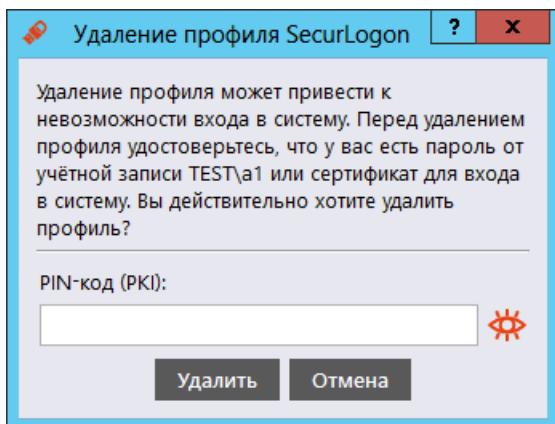 Удаление профиля SecurLogon
? x
Удаление профиля может привести к
невозможности входа в систему. Перед удалением
профиля удостоверьтесь, что у вас есть пароль от
учётной записи TEST\a1 или сертификат для входа
в систему. Вы действительно хотите удалить
профиль?
PIN-код (PKI):
Удалить Отмена